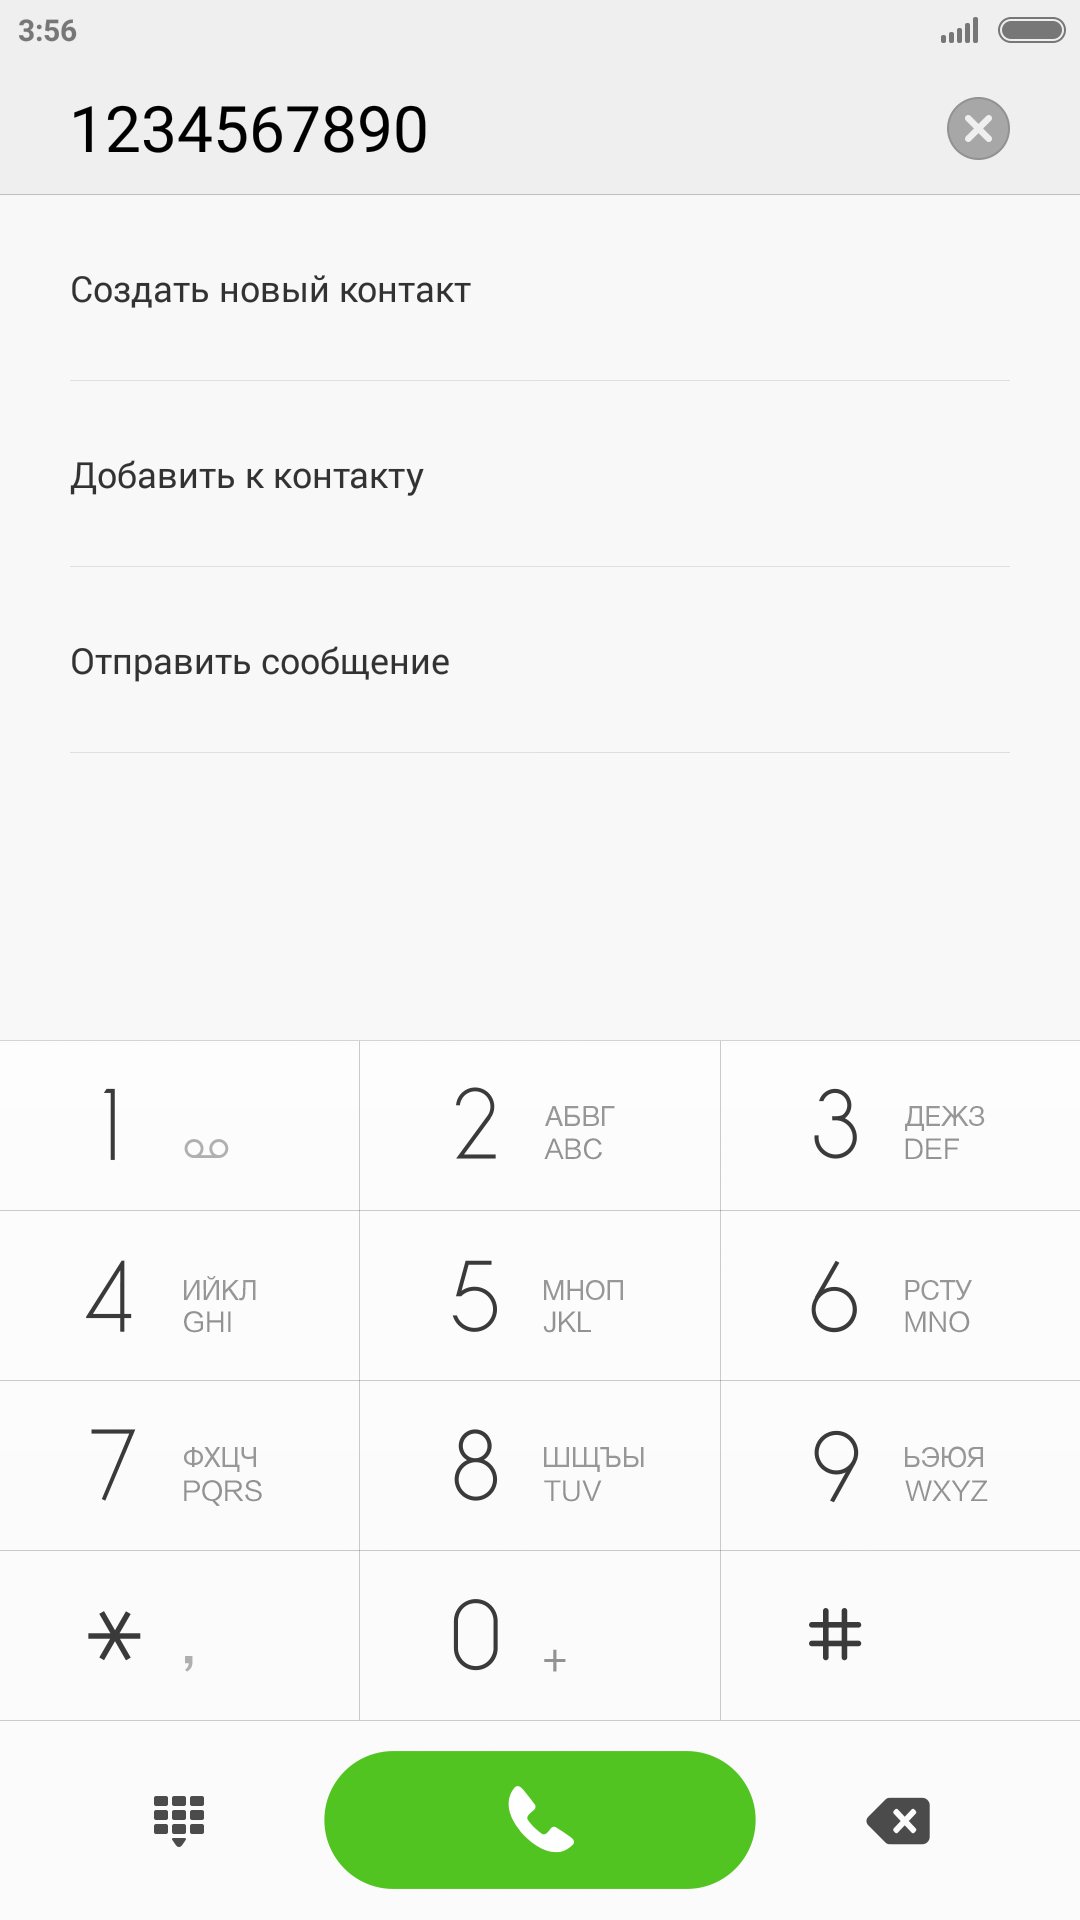 3:56
1234567890
Создать новый контакт
Добавить к контакту
Отправить сообщение
1
2 АБВГ
ABC
3 ДЕЖЗ
DEF
4 ИЙКЛ
GHI
5 МНОП
JKL
6 РСТУ
MNO
7 ФХЦЧ
PQRS
8 ШЩЪЫ
TUV
9 ЬЭЮЯ
WXYZ
* ,
0 +
#